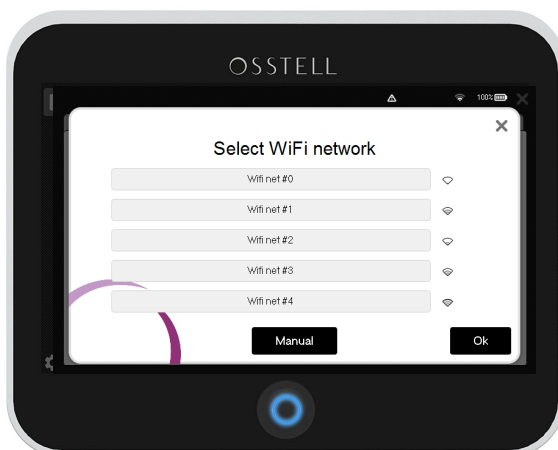 OSSTELL
100%
Select WiFi network
Wifi net #0
Wifi net #1
Wifi net #2
Wifi net #3
Wifi net #4
Manual
Ok